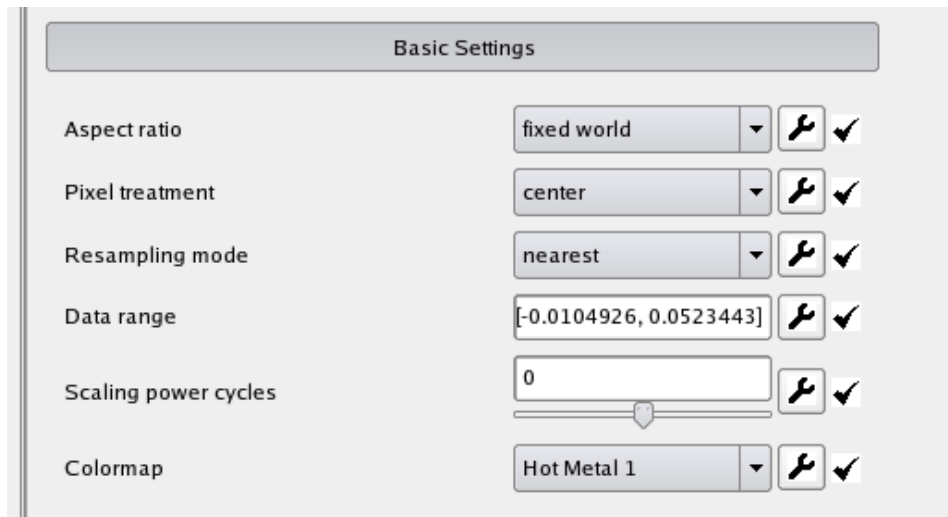 Basic Settings
Aspect ratio fixed world
Pixel treatment center
Resampling mode nearest
Data range [-0.0104926, 0.0523443]
Scaling power cycles 0
Colormap Hot Metal 1